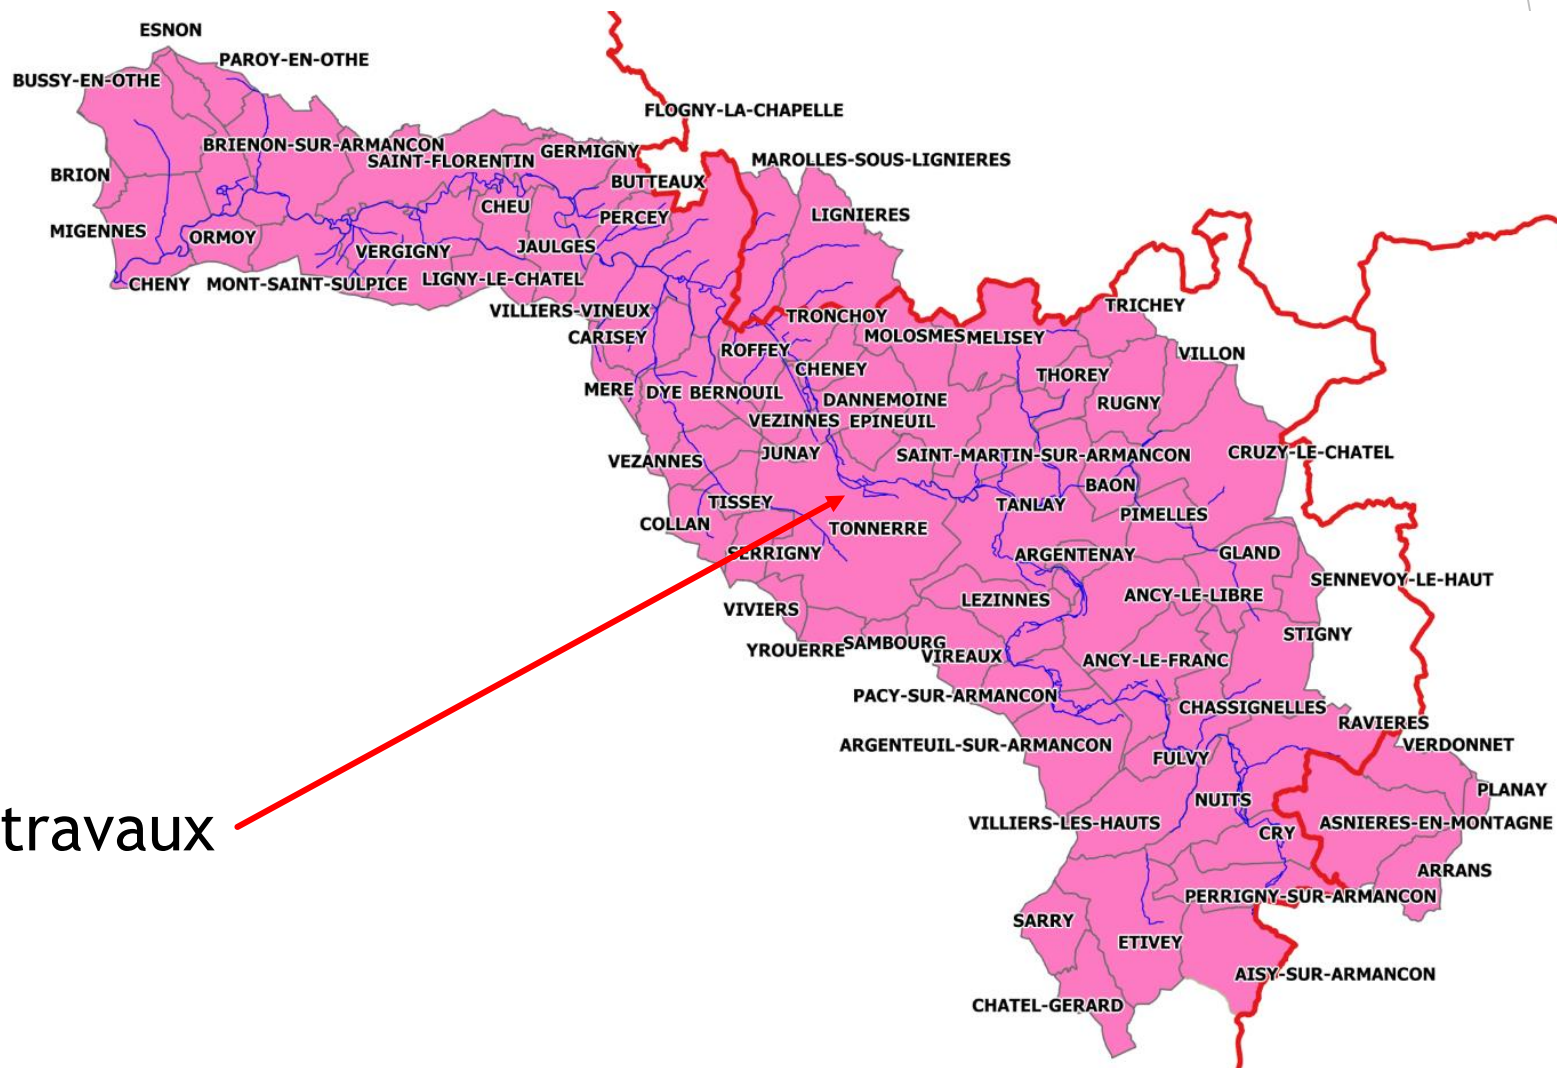 ESNON
PAROY-EN-OTHE
BUSSY-EN-OTHE
FLOGNY-LA-CHAPELLE
BRIENON-SUR-ARMANCON
GERMIGNY
SAINT-FLORENTIN
MAROLLES-SOUS-LIGNIERES
BRION
BUTTEAUX
CHEU
PERCEY
LIGNIERES
MIGENNES
ORMOY
JAULGES
VERGIGNY
CHENY
MONT-SAINT-SULPICE
LIGNY-LE-CHATEL
VILLIERS-VINEUX
TRONCHOY
TRICHEY
CARISEY
MOLOSMES
MELISEY
ROFFEY
VILLON
CHENEY
THOREY
MERE
DYE
BERNOUIL
DANNEMOINE
RUGNY
VEZINNES
EPINEUIL
JUNAY
SAINT-MARTIN-SUR-ARMANCON
CRUZY-LE-CHATEL
VEZANNES
BAON
TISSEY
TANLAY
PIMELLES
COLLAN
TONNERRE
SERRIGNY
ARGENTENAY
GLAND
SENNEVOY-LE-HAUT
LEZINNES
ANCY-LE-LIBRE
VIVIERS
STIGNY
YROUERRE
SAMBOURG
VIREAUX
ANCY-LE-FRANC
PACY-SUR-ARMANCON
CHASSIGNELLES
RAVIERES
ARGENTEUIL-SUR-ARMANCON
VERDONNET
FULVY
PLANAY
NUITS
travaux
VILLIERS-LES-HAUTS
CRY
ASNIERES-EN-MONTAGNE
ARRANS
PERRIGNY-SUR-ARMANCON
SARRY
ETIVEY
AISY-SUR-ARMANCON
CHATEL-GERARD